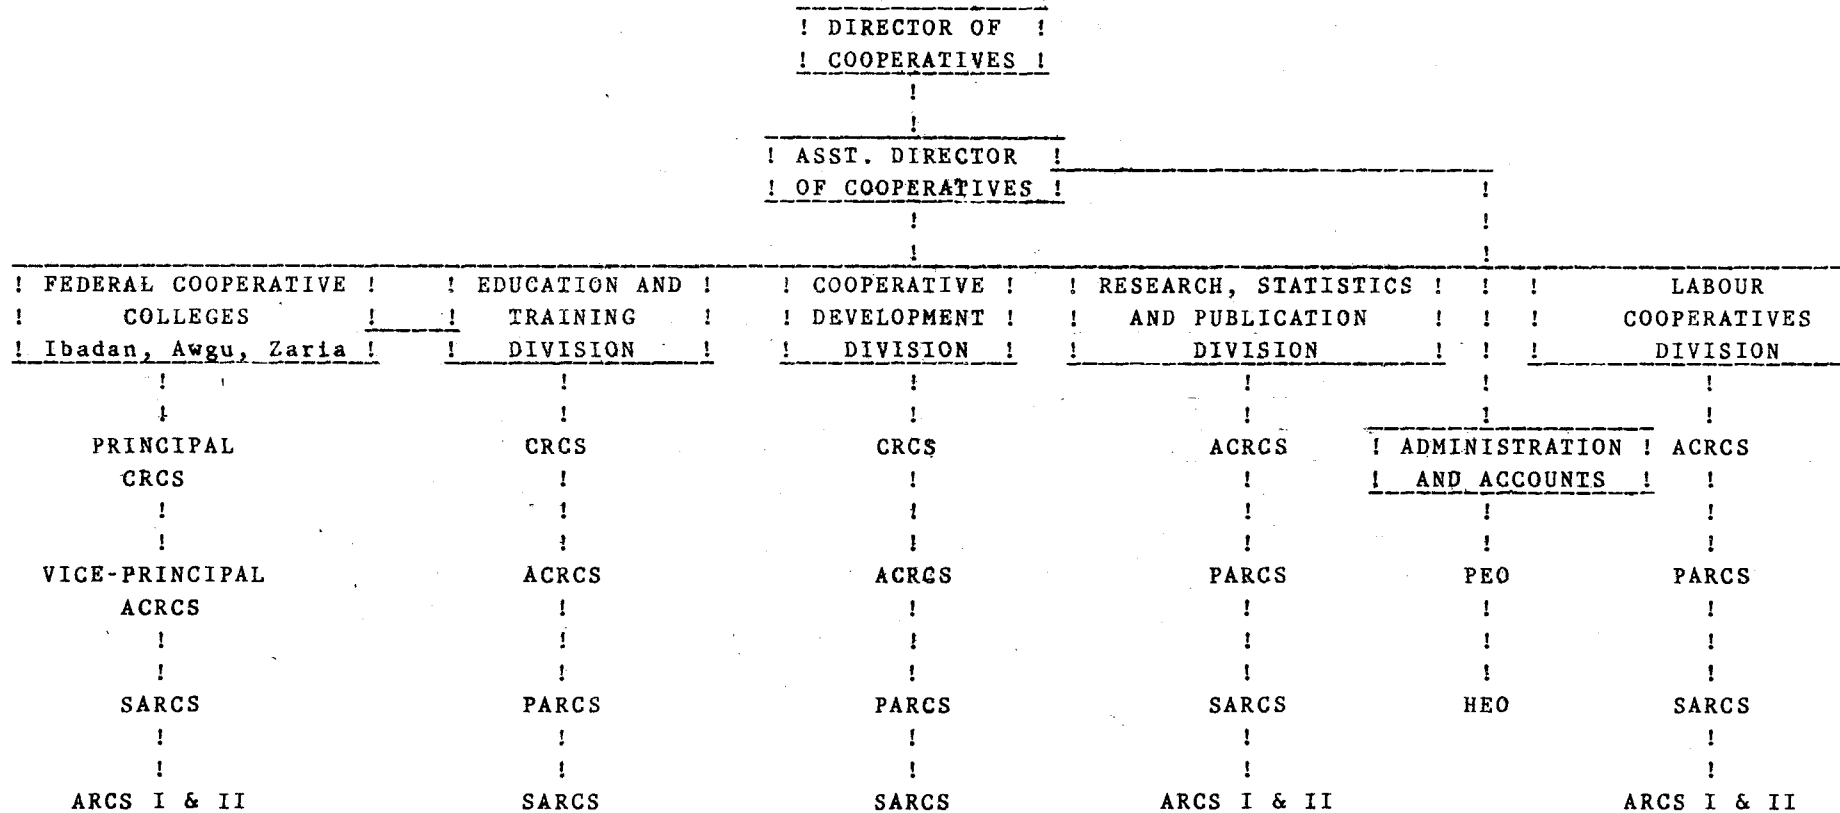 DIRECTOR OF
COOPERATIVES
ASST. DIRECTOR
OF COOPERATIVES
FEDERAL COOPERATIVE EDUCATION AND COOPERATIVE RESEARCH, STATISTICS LABOUR
COLLEGES TRAINING DEVELOPMENT AND PUBLICATION COOPERATIVES
Ibadan, Awgu, Zaria DIVISION DIVISION DIVISION DIVISION
PRINCIPAL CRCS CRCS ACRCS ADMINISTRATION ACRCS
CRCS AND ACCOUNTS
VICE-PRINCIPAL ACRCS ACRCS PARCS PEO PARCS
ACRCS
SARCS PARCS PARCS SARCS HEO SARCS
ARCS I & II SARCS SARCS ARCS I & II ARCS I & II